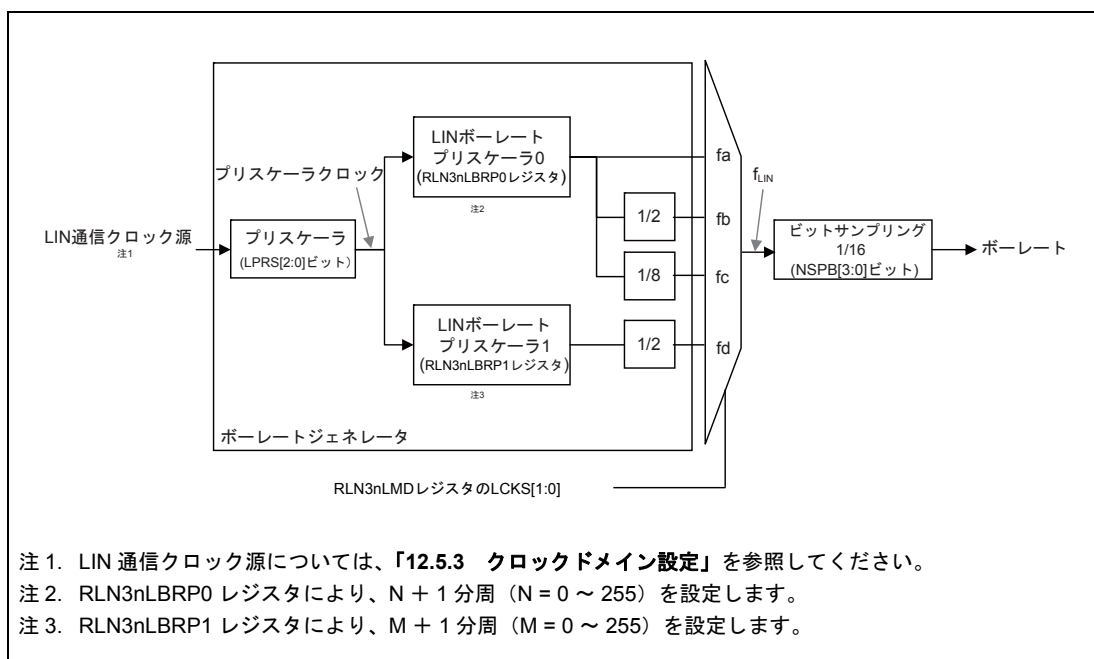 LINボーレート
プリスケーラ0
(RLN3nLBRP0レジスタ)
注2
プリスケーラクロック
LIN通信クロック源
注1
プリスケーラ
(LPRS[2:0]ビット)
1/2
1/8
LINボーレート
プリスケーラ1
(RLN3nLBRP1レジスタ)
注3
1/2
fa
fb
fc
fd
fLIN
ビットサンプリング
1/16
(NSPB[3:0]ビット)
ボーレート
ボーレートジェネレータ
RLN3nLMDレジスタのLCKS[1:0]
注 1. LIN 通信クロック源については、「12.5.3 クロックドメイン設定」を参照してください。
注 2. RLN3nLBRP0 レジスタにより、N + 1 分周（N = 0 ～ 255）を設定します。
注 3. RLN3nLBRP1 レジスタにより、M + 1 分周（M = 0 ～ 255）を設定します。